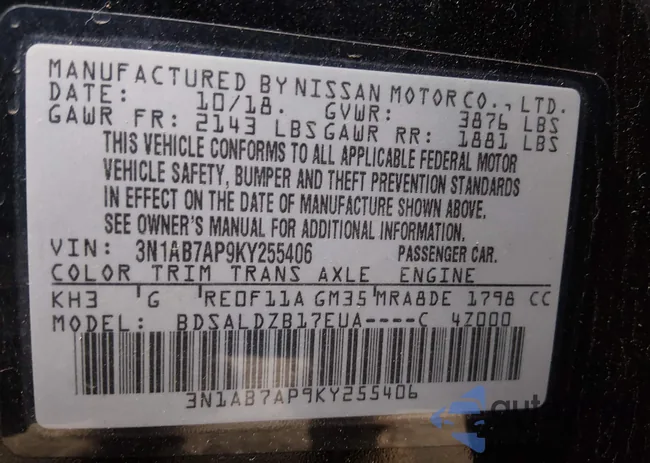 MANUFACTURED BY NISSAN MOTOR CO., LTD.
DATE: 10/18. GVWR: 3876 LBS
GAWR FR: 2143 LBS GAWR RR: 1881 LBS
THIS VEHICLE CONFORMS TO ALL APPLICABLE FEDERAL MOTOR
VEHICLE SAFETY, BUMPER AND THEFT PREVENTION STANDARDS
IN EFFECT ON THE DATE OF MANUFACTURE SHOWN ABOVE.
SEE OWNER'S MANUAL FOR ADDITIONAL INFORMATION.
VIN: 3N1AB7AP9KY255406 PASSENGER CAR.
COLOR TRIM TRANS AXLE ENGINE
KH3 G RE0F11A GM35 MRA8DE 1798 CC
MODEL: BDSALDZB17EUA----C 4Z000
3N1AB7AP9KY255406